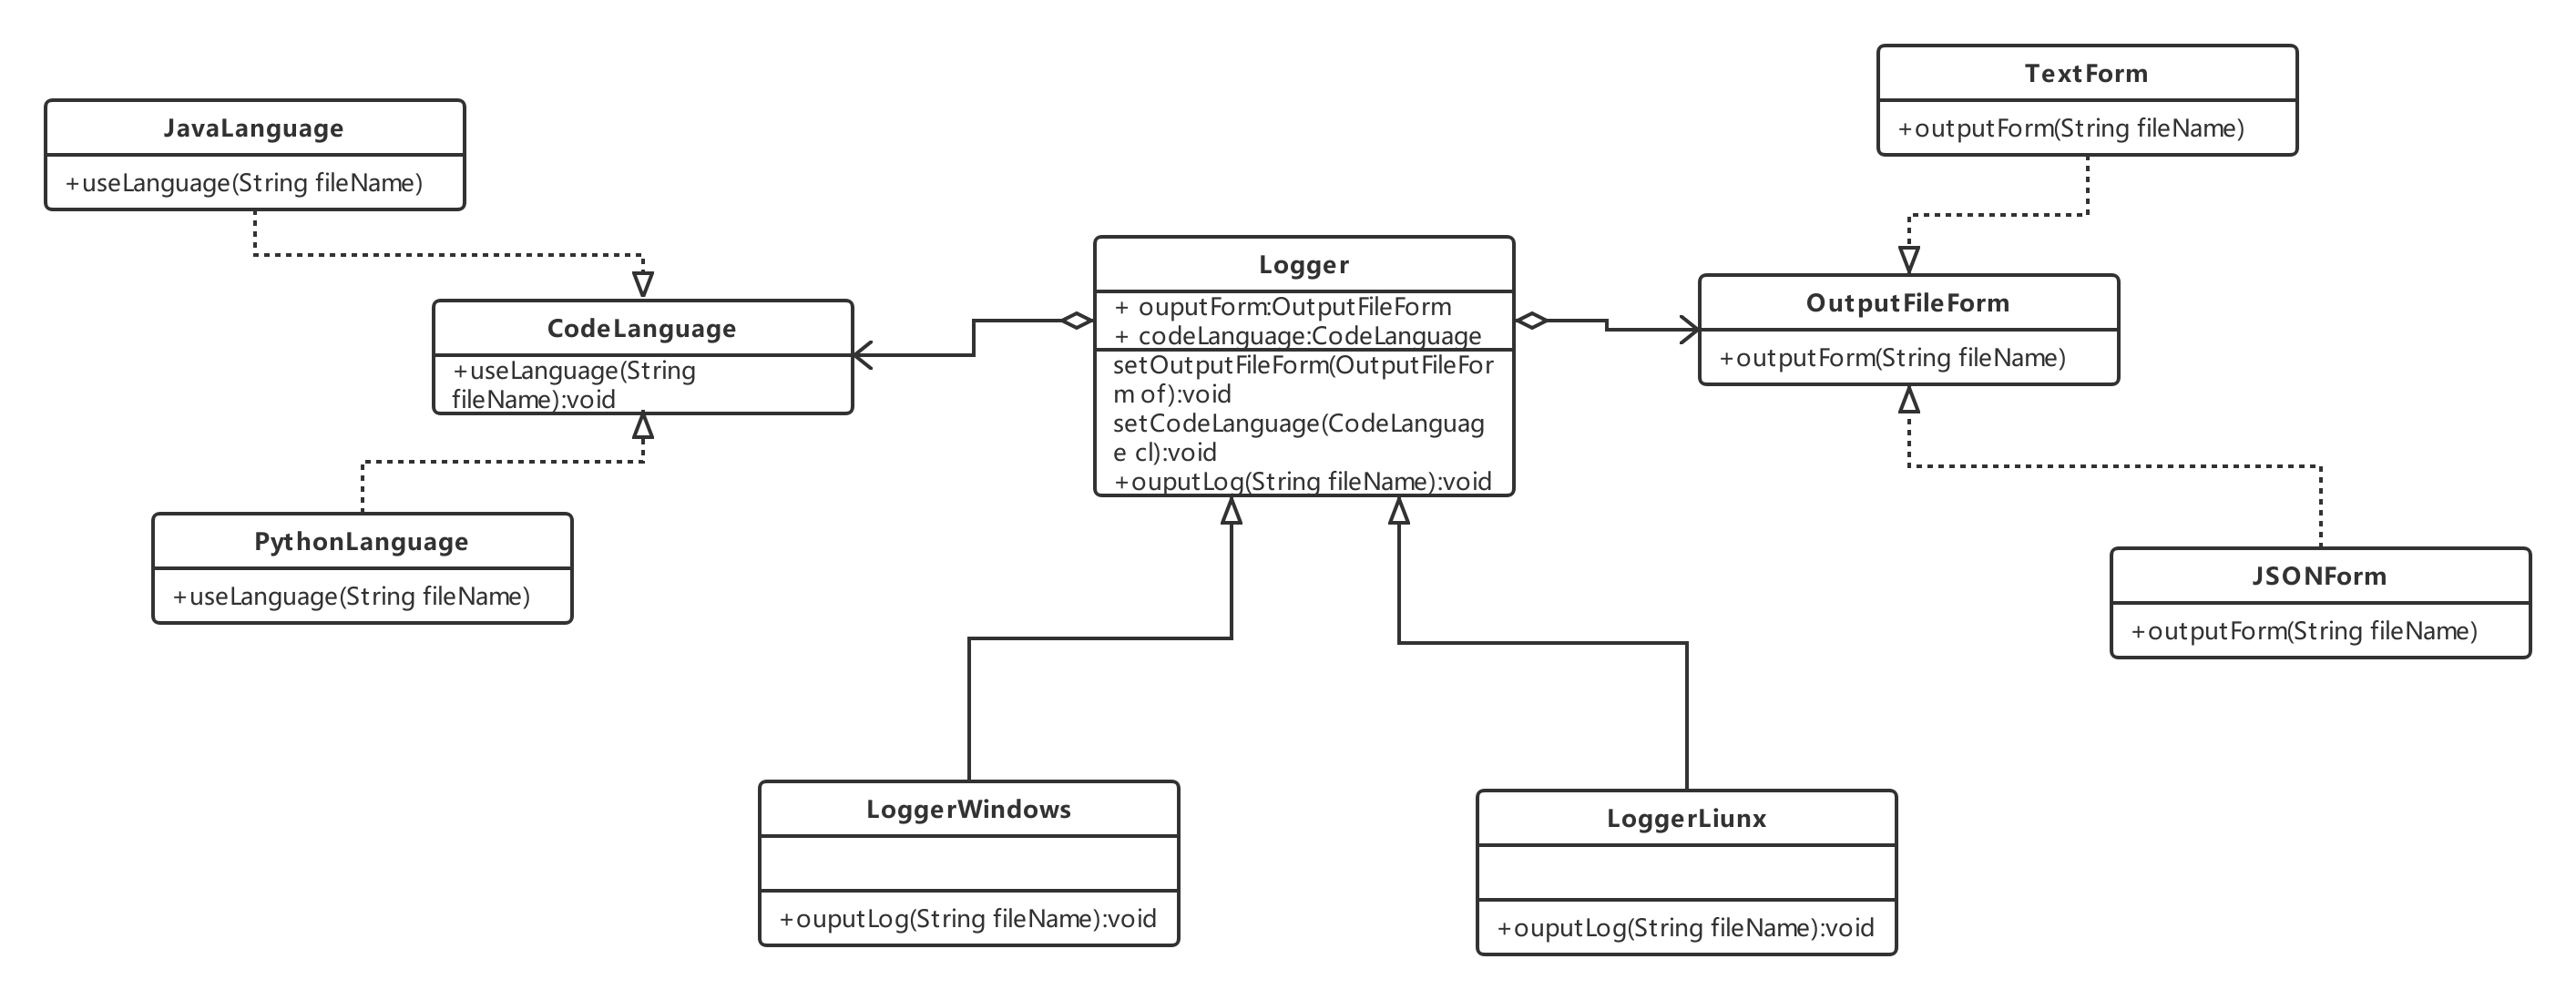 TextForm
+outputForm(String fileName)
JavaLanguage
+useLanguage(String fileName)
Logger
+ ouputForm:OutputFileForm
+ codeLanguage:CodeLanguage
setOutputFileForm(OutputFileFor
m of):void
setCodeLanguage(CodeLanguag
e cl):void
+ouputLog(String fileName):void
OutputFileForm
+outputForm(String fileName)
CodeLanguage
+useLanguage(String
fileName):void
PythonLanguage
+useLanguage(String fileName)
JSONForm
+outputForm(String fileName)
LoggerWindows
+ouputLog(String fileName):void
LoggerLiunx
+ouputLog(String fileName):void